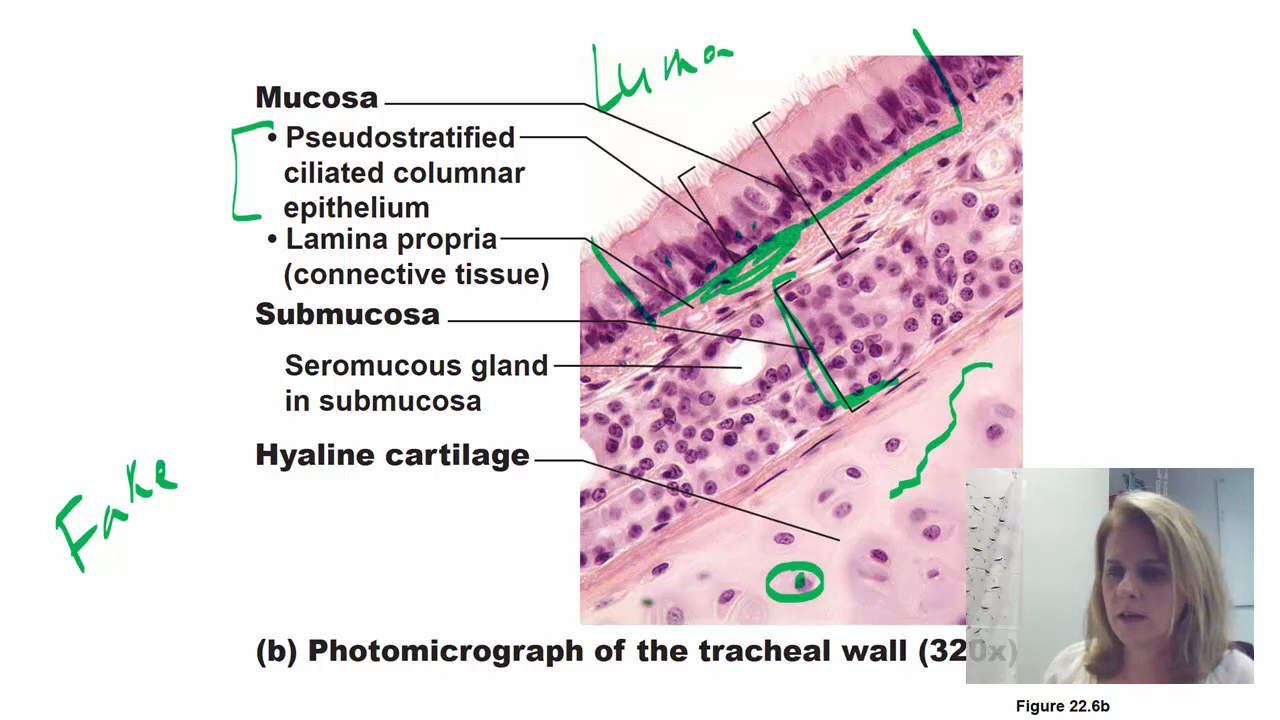 Lumen
Mucosa
• Pseudostratified
ciliated columnar
epithelium
• Lamina propria
(connective tissue)
Submucosa
Seromucous gland
in submucosa
Hyaline cartilage
Fake
(b) Photomicrograph of the tracheal wall (320x)
Figure 22.6b